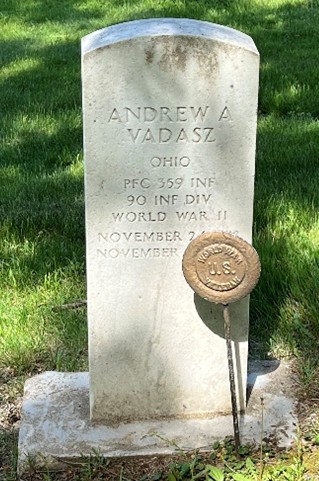 ANDREW A
VADASZ
OHIO
PFC 359 INF
90 INF DIV
WORLD WAR II
NOVEMBER
NOVEMBER
WORLD WAR
U.S.